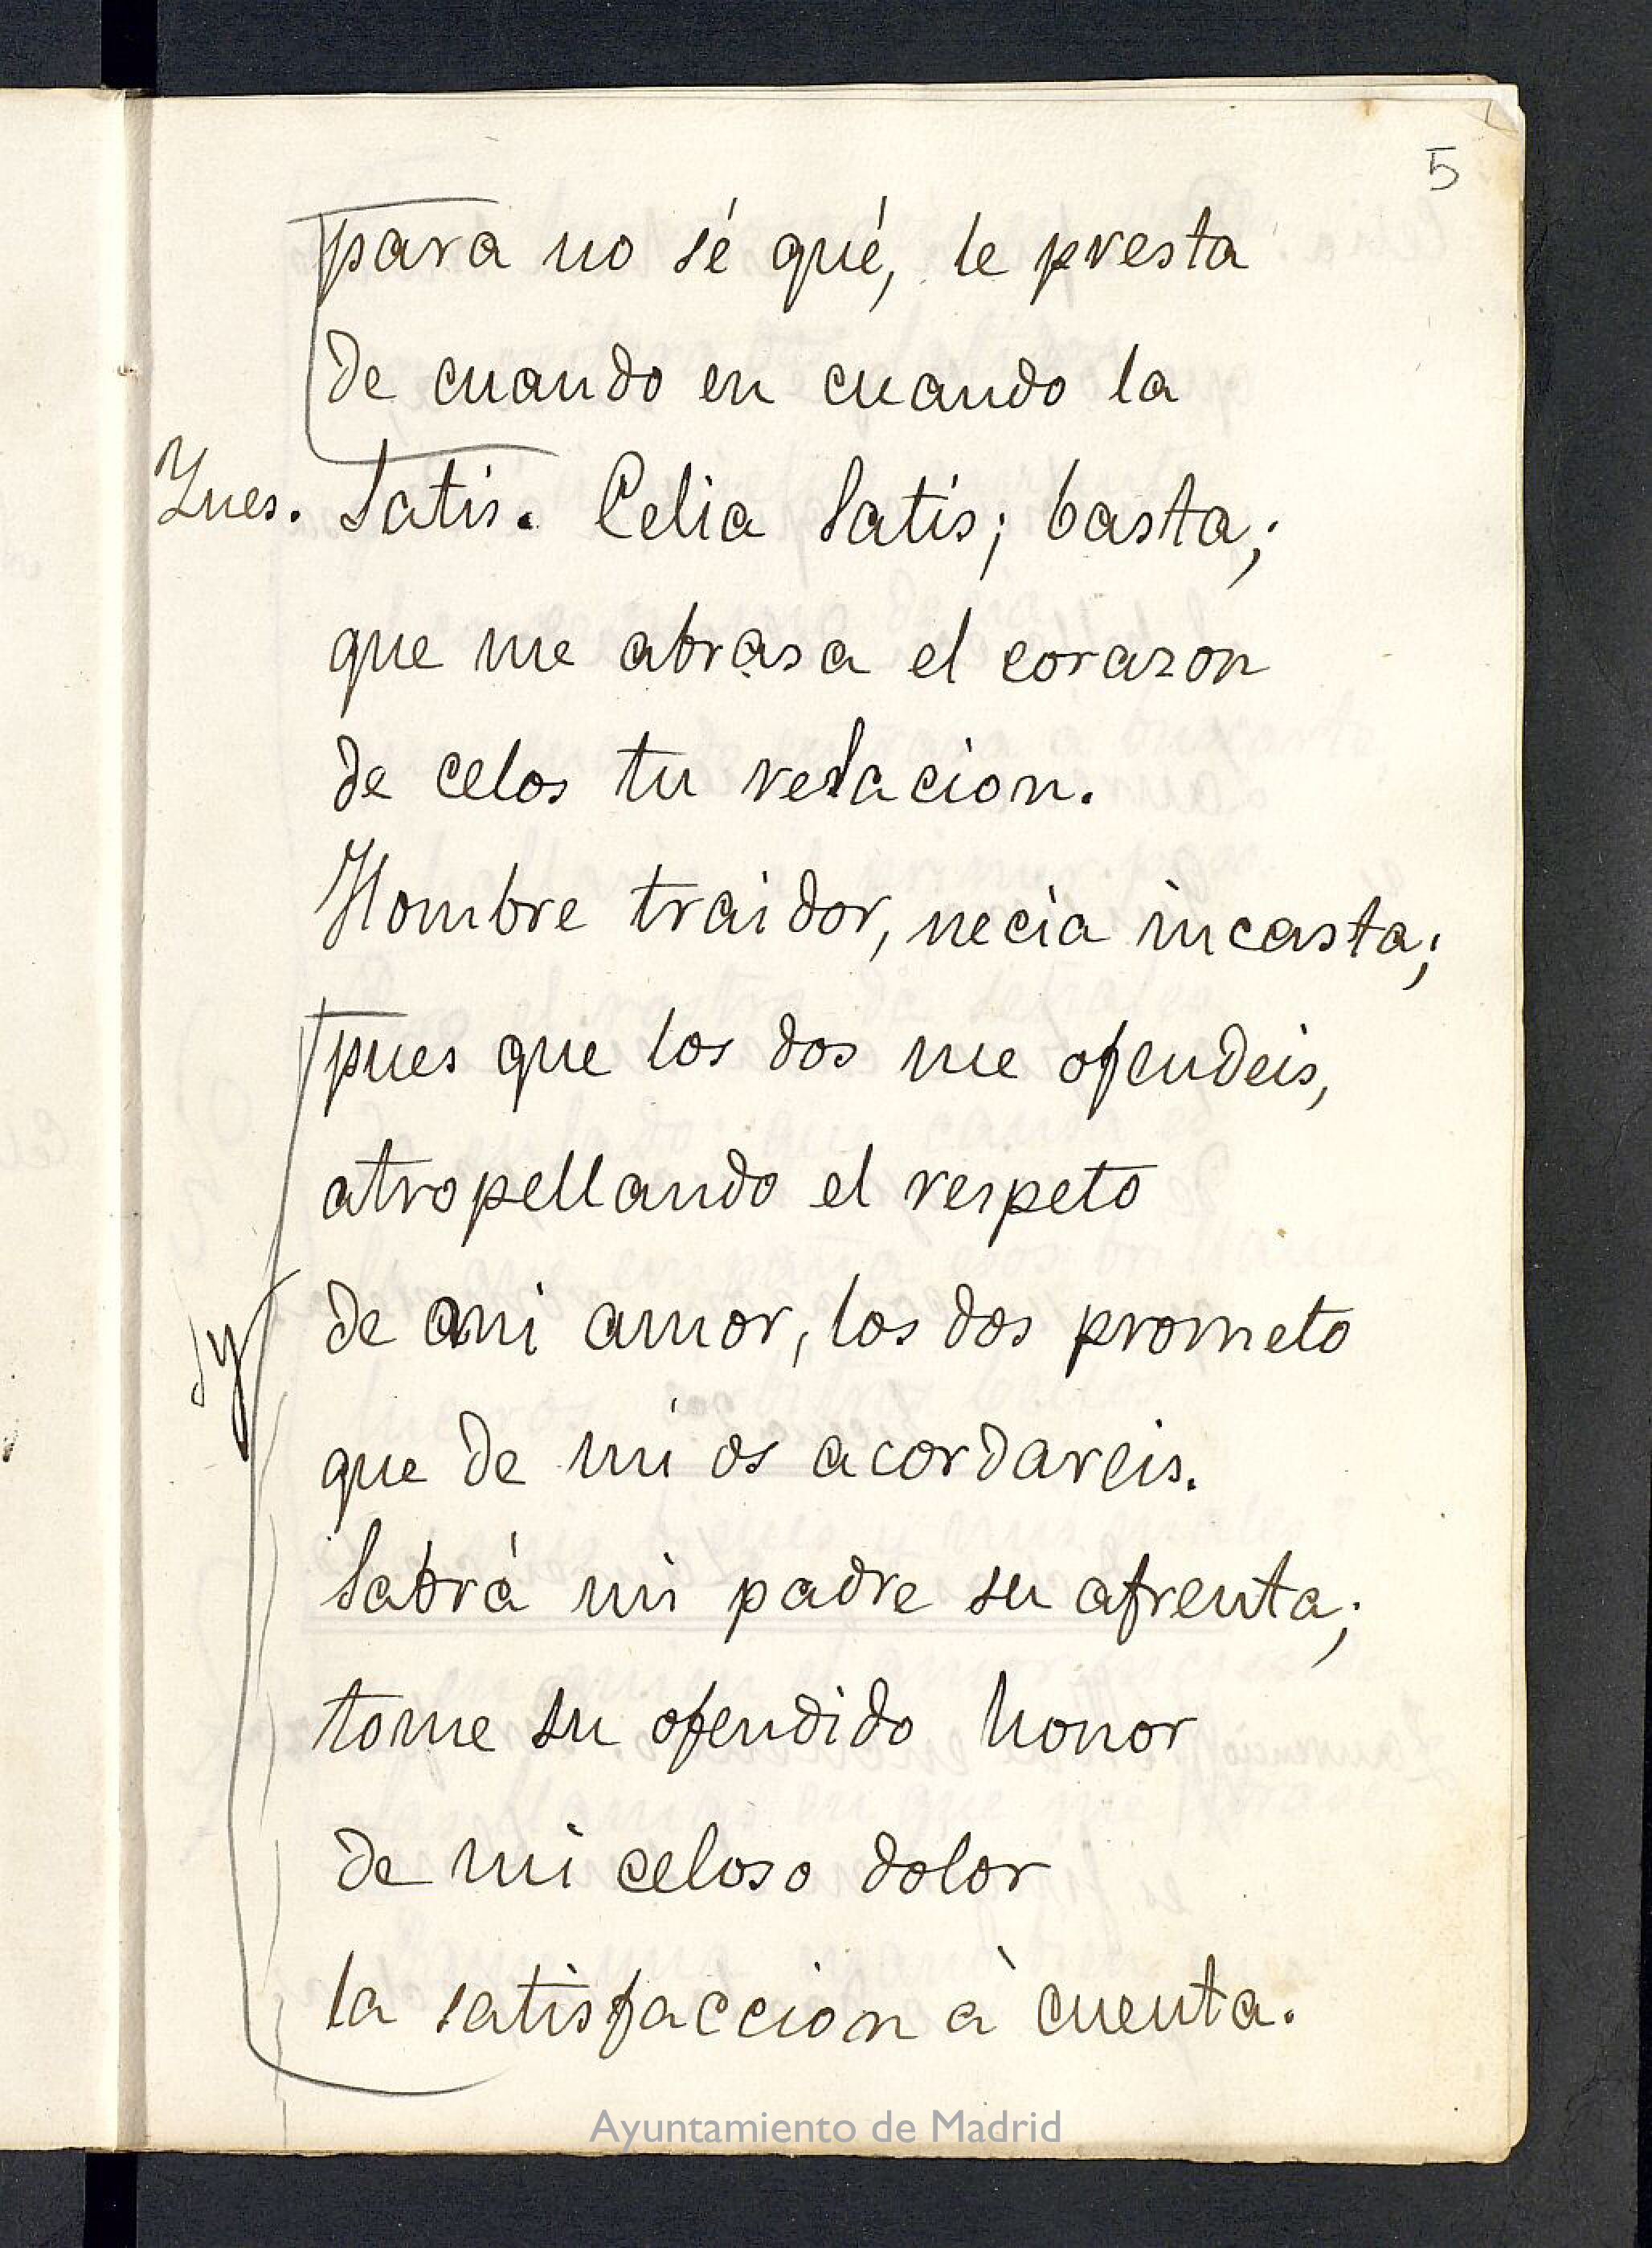 5
para no sé qué, le presta
de cuando en cuando la
Ynes. Satis. Celia Satis; basta;
que me abrasa el corazon
de celos tu relacion.
Hombre traidor, necia incasta;
pues que los dos me ofendeis,
atropellando el respeto
de mi amor, los dos prometo
que de mi os acordareis.
Sabrá mi padre su afrenta;
tome su ofendido honor
de mi celoso dolor
la satisfaccion à cuenta.
Ayuntamiento de Madrid